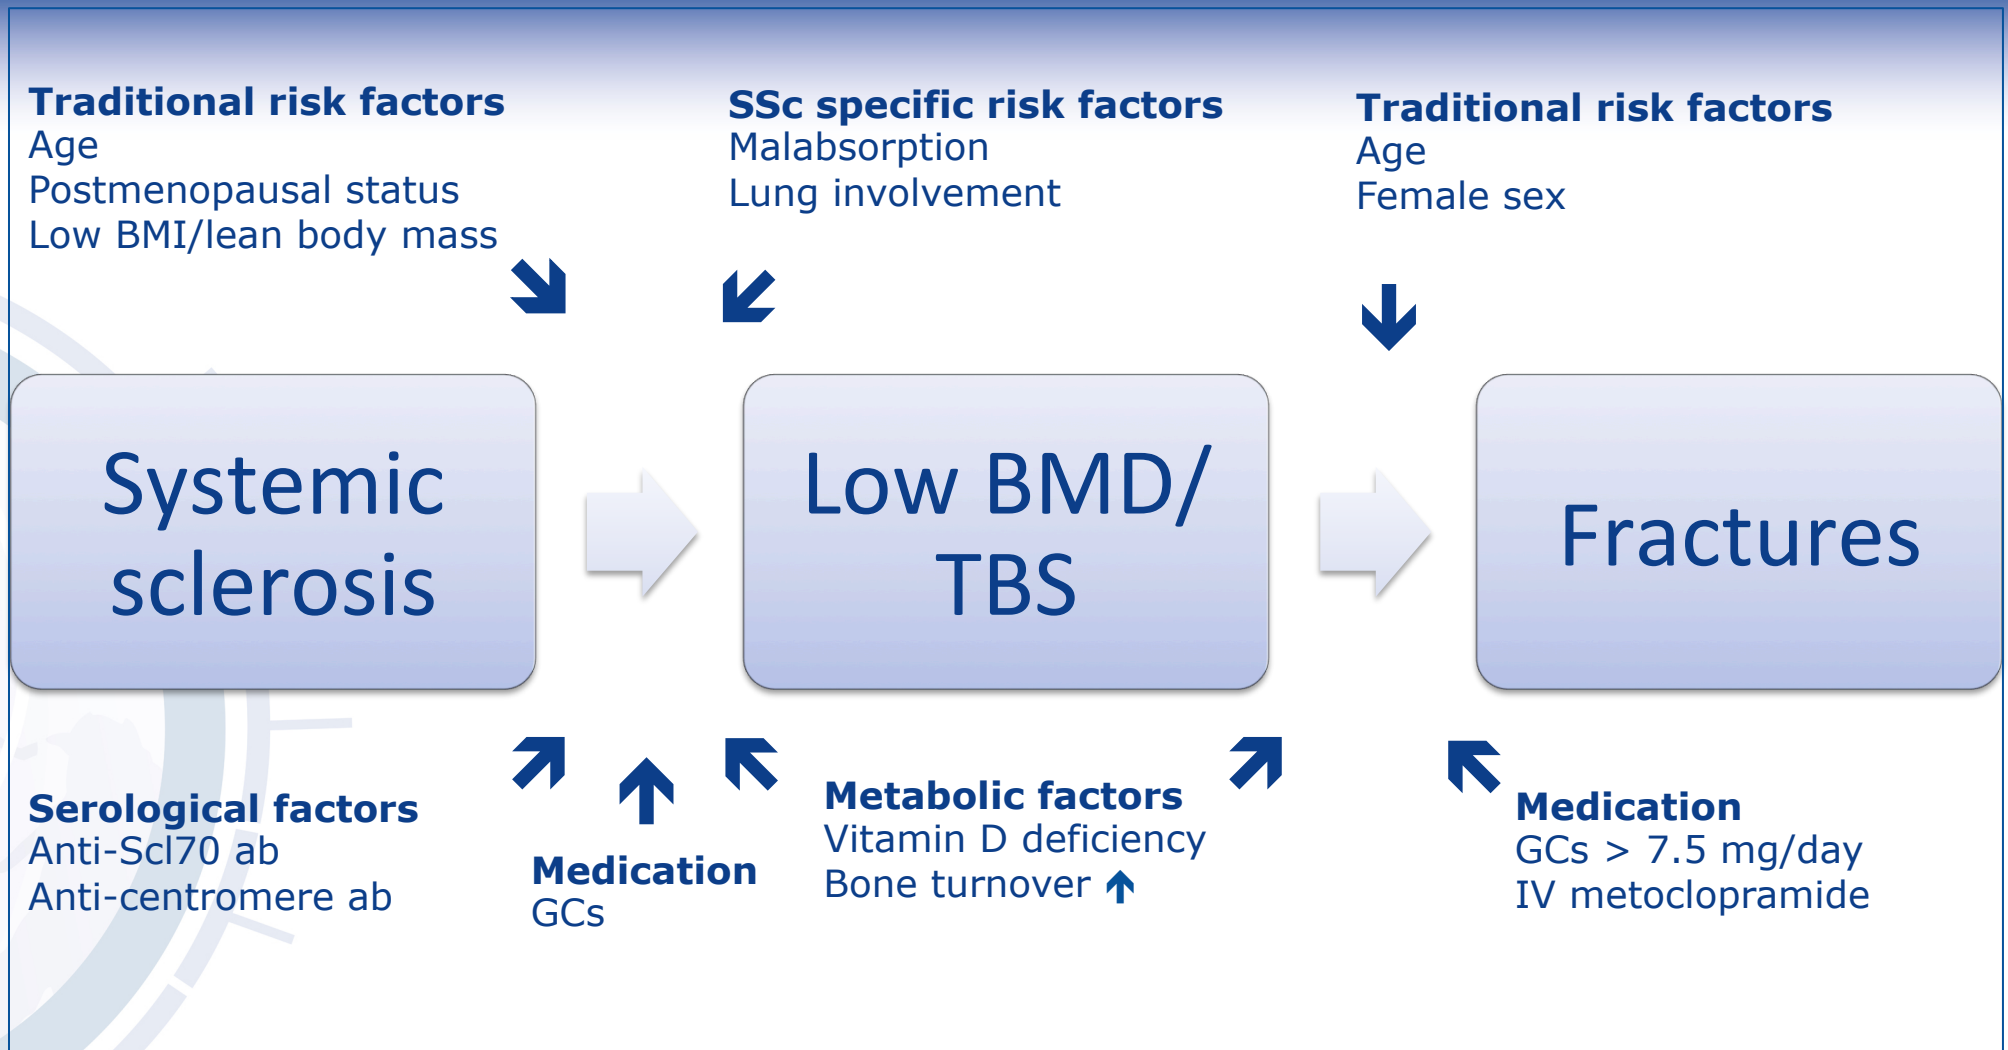 Traditional risk factors
Age
Postmenopausal status
Low BMI/lean body mass
SSc specific risk factors
Malabsorption
Lung involvement
Traditional risk factors
Age
Female sex
Systemic
sclerosis
Low BMD/
TBS
Fractures
Serological factors
Anti-Scl70 ab
Anti-centromere ab
Medication
GCs
Metabolic factors
Vitamin D deficiency
Bone turnover ↑
Medication
GCs > 7.5 mg/day
IV metoclopramide